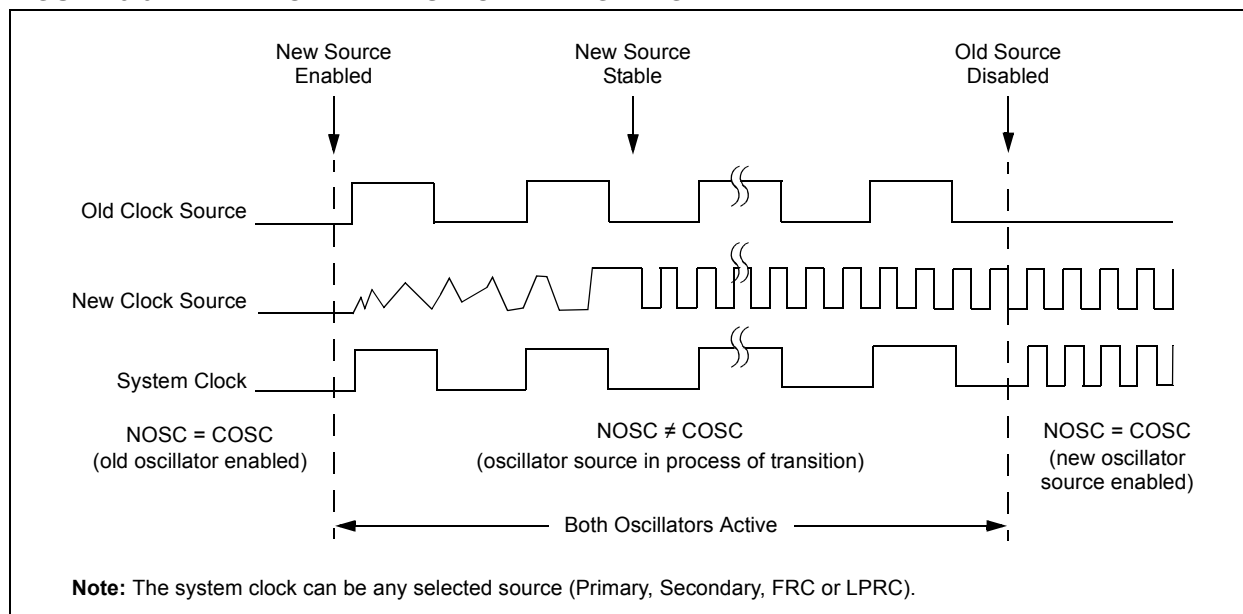 New Source
Enabled
New Source
Stable
Old Source
Disabled
Old Clock Source
New Clock Source
System Clock
NOSC = COSC
(old oscillator enabled)
NOSC ≠ COSC
(oscillator source in process of transition)
NOSC = COSC
(new oscillator
source enabled)
Both Oscillators Active
Note: The system clock can be any selected source (Primary, Secondary, FRC or LPRC).